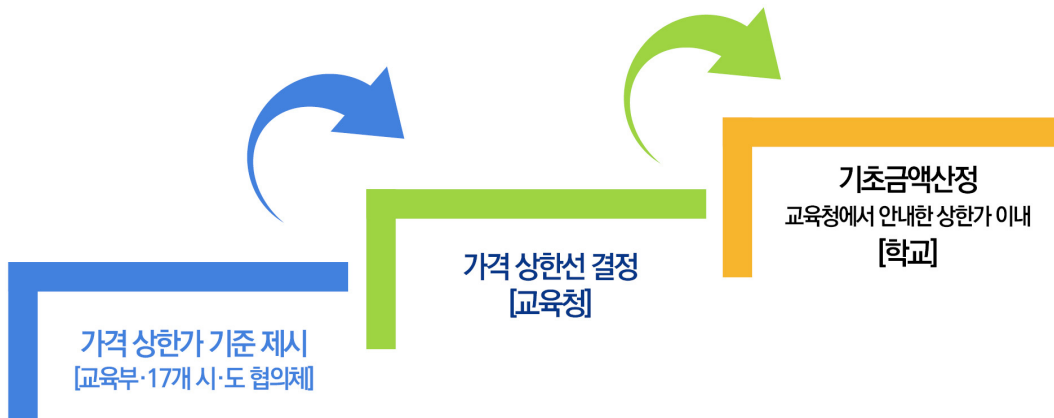 가격 상한가 기준 제시
[교육부·17개 시·도 협의체]
가격 상한선 결정
[교육청]
기초금액산정
교육청에서 안내한 상한가 이내
[학교]